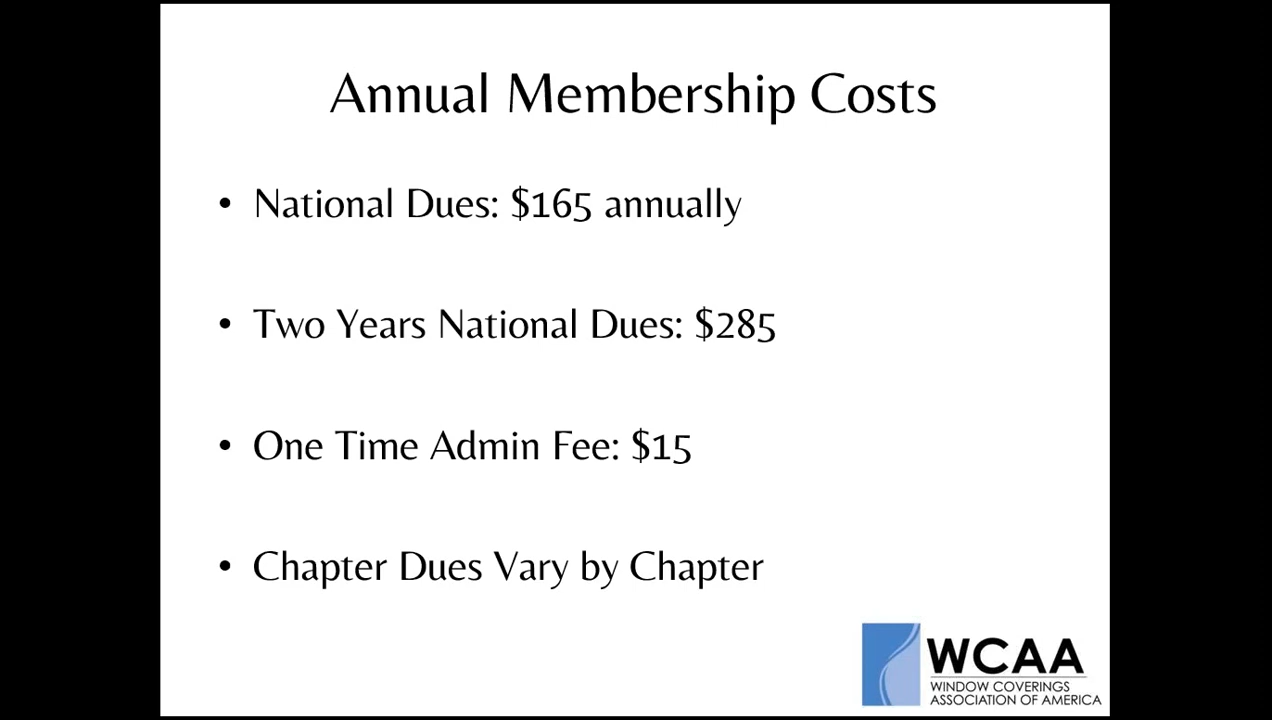 Annual Membership Costs
• National Dues: $165 annually
• Two Years National Dues: $285
• One Time Admin Fee: $15
• Chapter Dues Vary by Chapter
WCAA
WINDOW COVERINGS
ASSOCIATION OF AMERICA